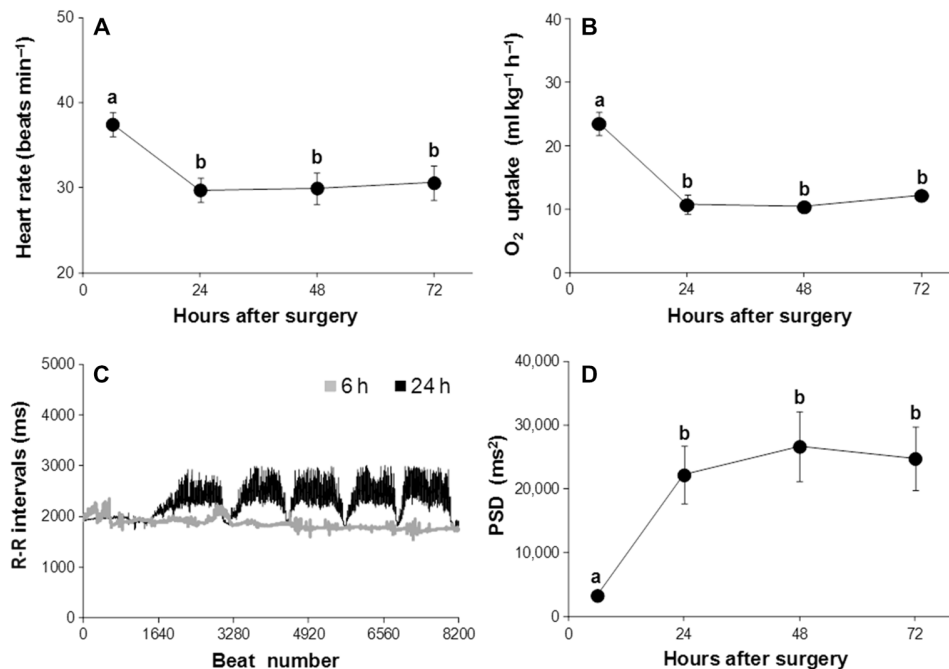 A
Heart rate (beats min⁻¹)
50
40
30
20
a
b
b
b
0
24
48
72
Hours after surgery
B
O₂ uptake (ml kg⁻¹ h⁻¹)
40
30
20
10
0
a
b
b
b
0
24
48
72
Hours after surgery
C
R-R intervals (ms)
5000
4000
3000
2000
1000
0
6 h
24 h
0
1640
3280
4920
6560
8200
Beat number
D
PSD (ms²)
40,000
30,000
20,000
10,000
0
a
b
b
b
0
24
48
72
Hours after surgery